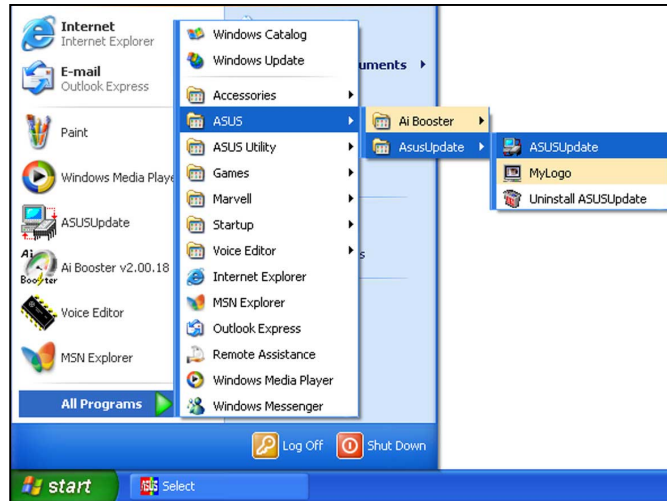 Internet
Internet Explorer
E-mail
Outlook Express
Paint
Windows Media Playe
ASUSUpdate
Ai Booster v2.00.18
Voice Editor
MSN Explorer
All Programs
Windows Catalog
Windows Update
Accessories
ASUS
ASUS Utility
Games
Marvell
Startup
Voice Editor
Internet Explorer
MSN Explorer
Outlook Express
Remote Assistance
Windows Media Player
Windows Messenger
uments
s
Ai Booster
AsusUpdate
ASUSUpdate
MyLogo
Uninstall ASUSUpdate
Log Off
Shut Down
start
Select